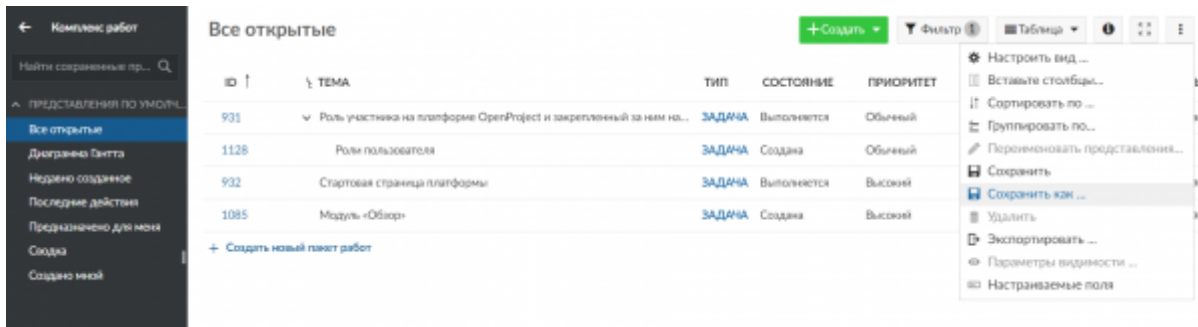 Комплекс работ
Найти сохраненные пр...
ПРЕДСТАВЛЕНИЯ ПО УМОЛЧ...
Все открытые
Диаграмма Гантта
Недавно созданное
Последние действия
Предназначено для меня
Сводка
Создано мной
Все открытые
Создать
Фильтр 1
Таблица
ID ТЕМА ТИП СОСТОЯНИЕ ПРИОРИТЕТ
931 Роль участника на платформе OpenProject и закрепленный за ним на... ЗАДАЧА Выполняется Обычный
1128 Роли пользователя ЗАДАЧА Создана Обычный
932 Стартовая страница платформы ЗАДАЧА Выполняется Высокий
1085 Модуль «Обзор» ЗАДАЧА Создана Высокий
+ Создать новый пакет работ
Настроить вид ...
Вставьте столбцы...
Сортировать по ...
Группировать по...
Переименовать представления...
Сохранить
Сохранить как ...
Удалить
Экспортировать ...
Параметры видимости ...
Настраиваемые поля